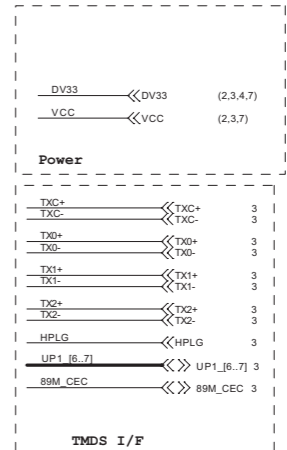 DV33 DV33 (2,3,4,7)
VCC VCC (2,3,7)
Power
TXC+ TXC+ 3
TXC- TXC- 3
TX0+ TX0+ 3
TX0- TX0- 3
TX1+ TX1+ 3
TX1- TX1- 3
TX2+ TX2+ 3
TX2- TX2- 3
HPLG HPLG 3
UP1_[6..7] UP1_[6..7] 3
89M_CEC 89M_CEC 3
TMDS I/F